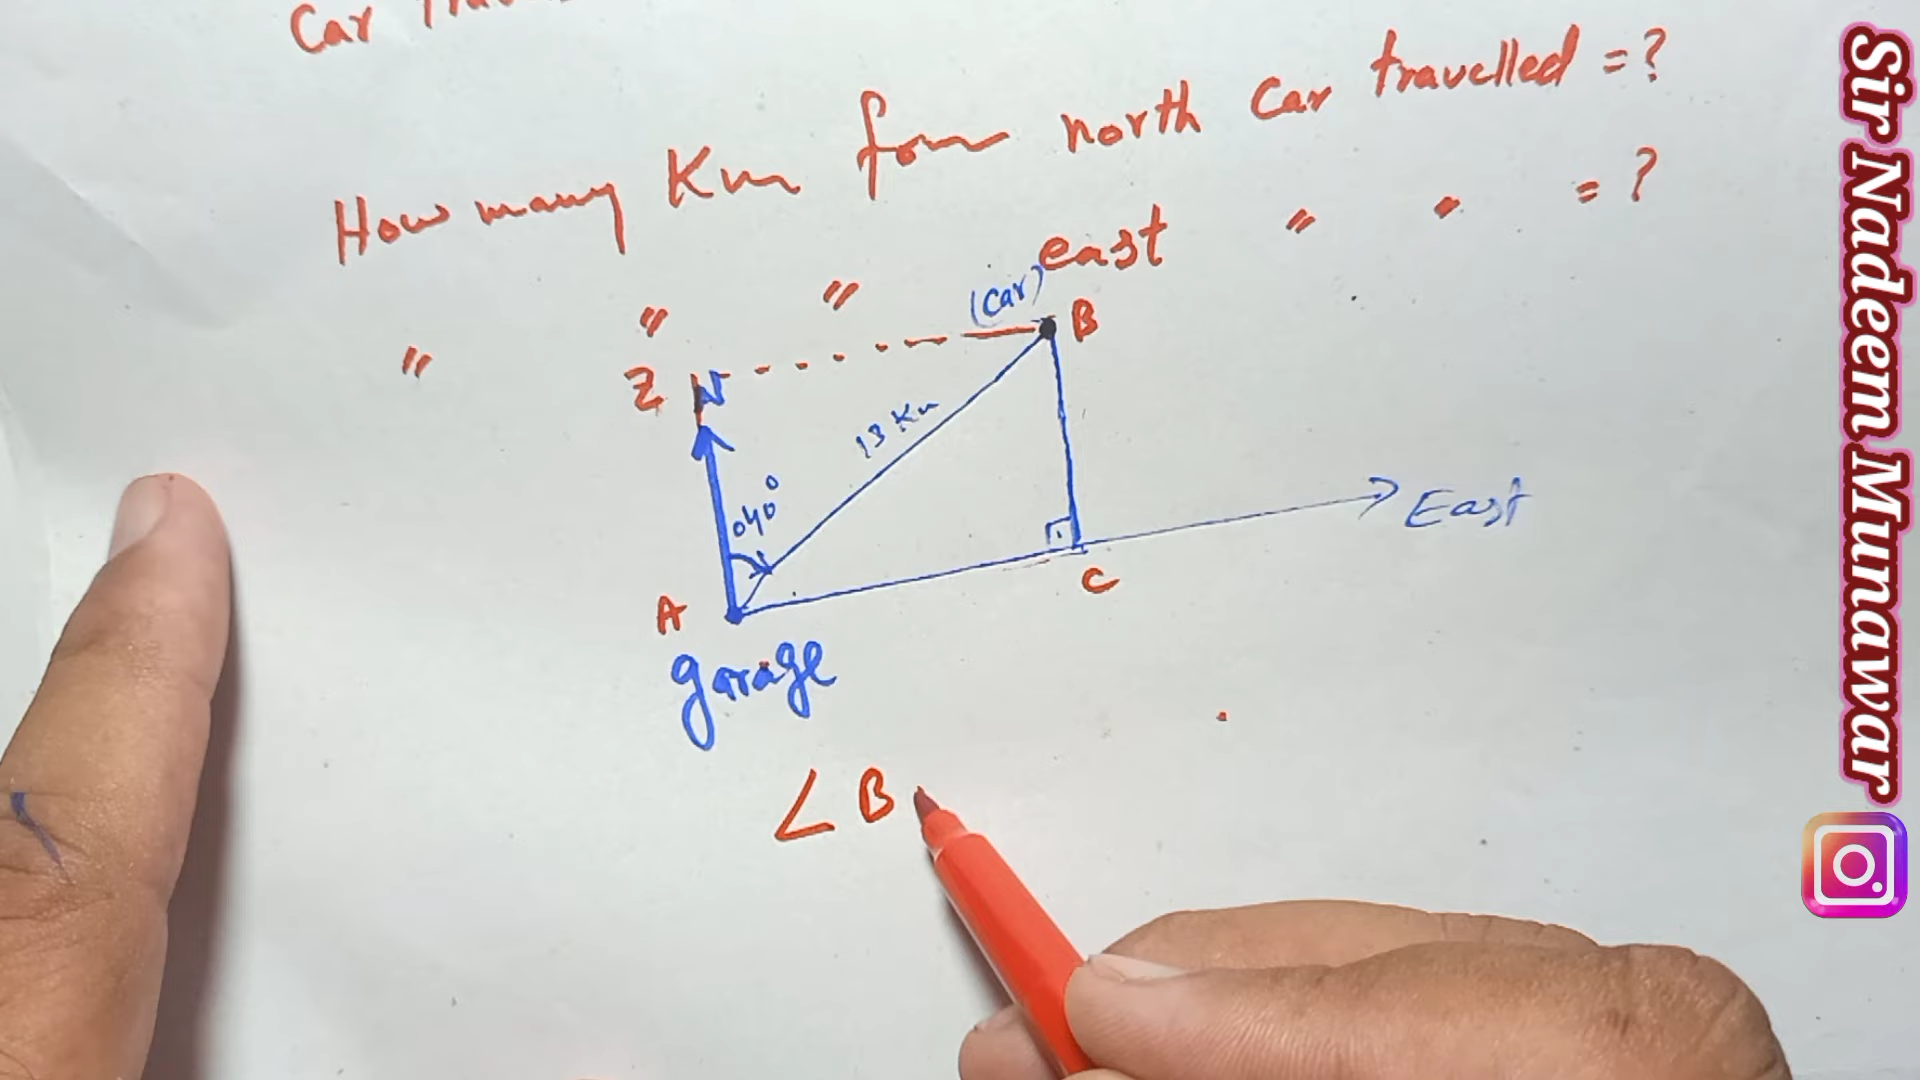 Car
How many Km from north Car travelled = ?
" " " east " " = ?
(Car)
B
Z N
13 Km
040°
East
A C
garage
∠B
Sir Nadeem Munawar